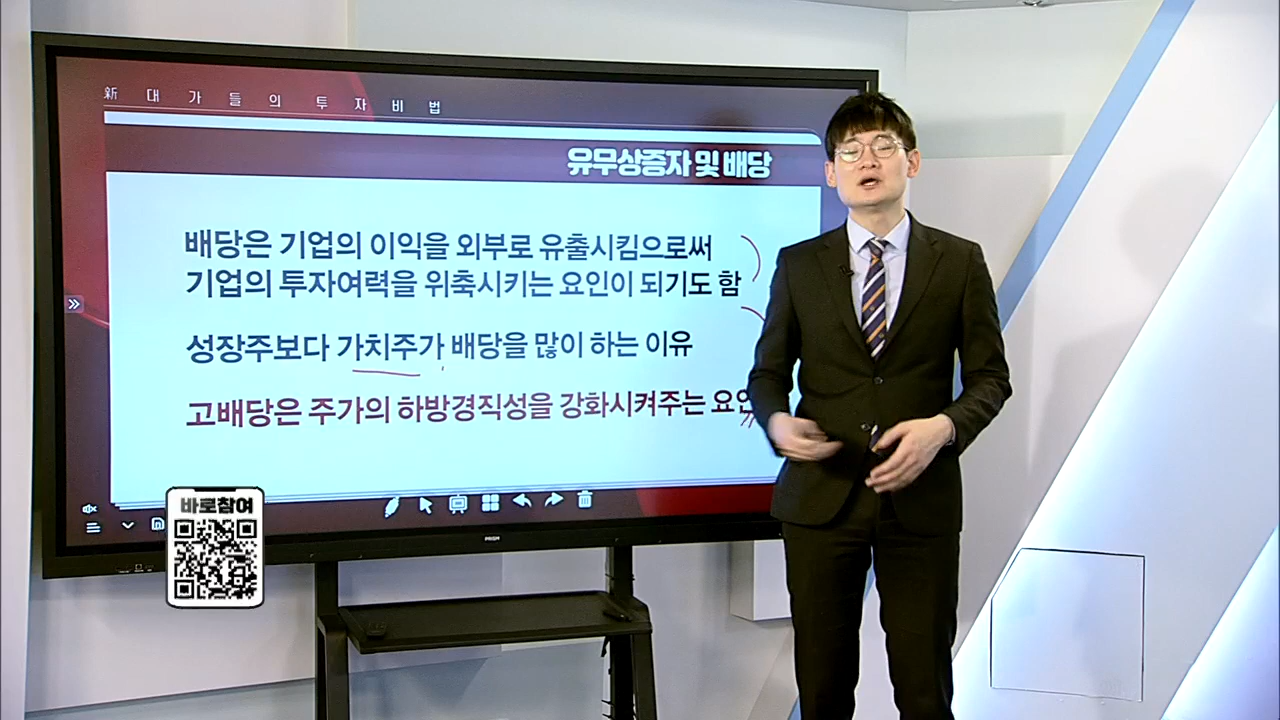 新 대 가 들 의 투 자 비 법
유무상증자 및 배당
배당은 기업의 이익을 외부로 유출시킴으로써
기업의 투자여력을 위축시키는 요인이 되기도 함
성장주보다 가치주가 배당을 많이 하는 이유
고배당은 주가의 하방경직성을 강화시켜주는 요인
바로참여
PRISM